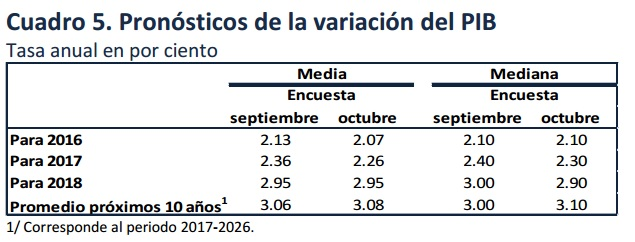 Cuadro 5. Pronósticos de la variación del PIB
Tasa anual en por ciento
Media Mediana
Encuesta Encuesta
septiembre octubre septiembre octubre
Para 2016 2.13 2.07 2.10 2.10
Para 2017 2.36 2.26 2.40 2.30
Para 2018 2.95 2.95 3.00 2.90
Promedio próximos 10 años1 3.06 3.08 3.00 3.10
1/ Corresponde al periodo 2017-2026.